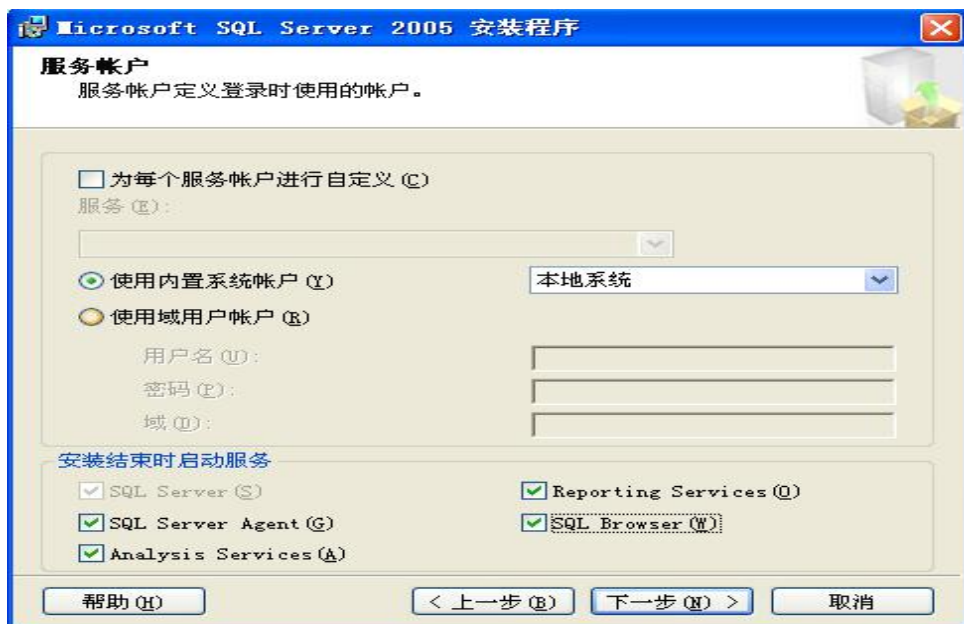 Microsoft SQL Server 2005 安装程序
服务帐户
服务帐户定义登录时使用的帐户。
为每个服务帐户进行自定义(C)
服务(E):
使用内置系统帐户(Y) 本地系统
使用域用户帐户(R)
用户名(U):
密码(P):
域(D):
安装结束时启动服务
SQL Server(S) Reporting Services(O)
SQL Server Agent(G) SQL Browser(W)
Analysis Services(A)
帮助(H) < 上一步(B) 下一步(N) > 取消